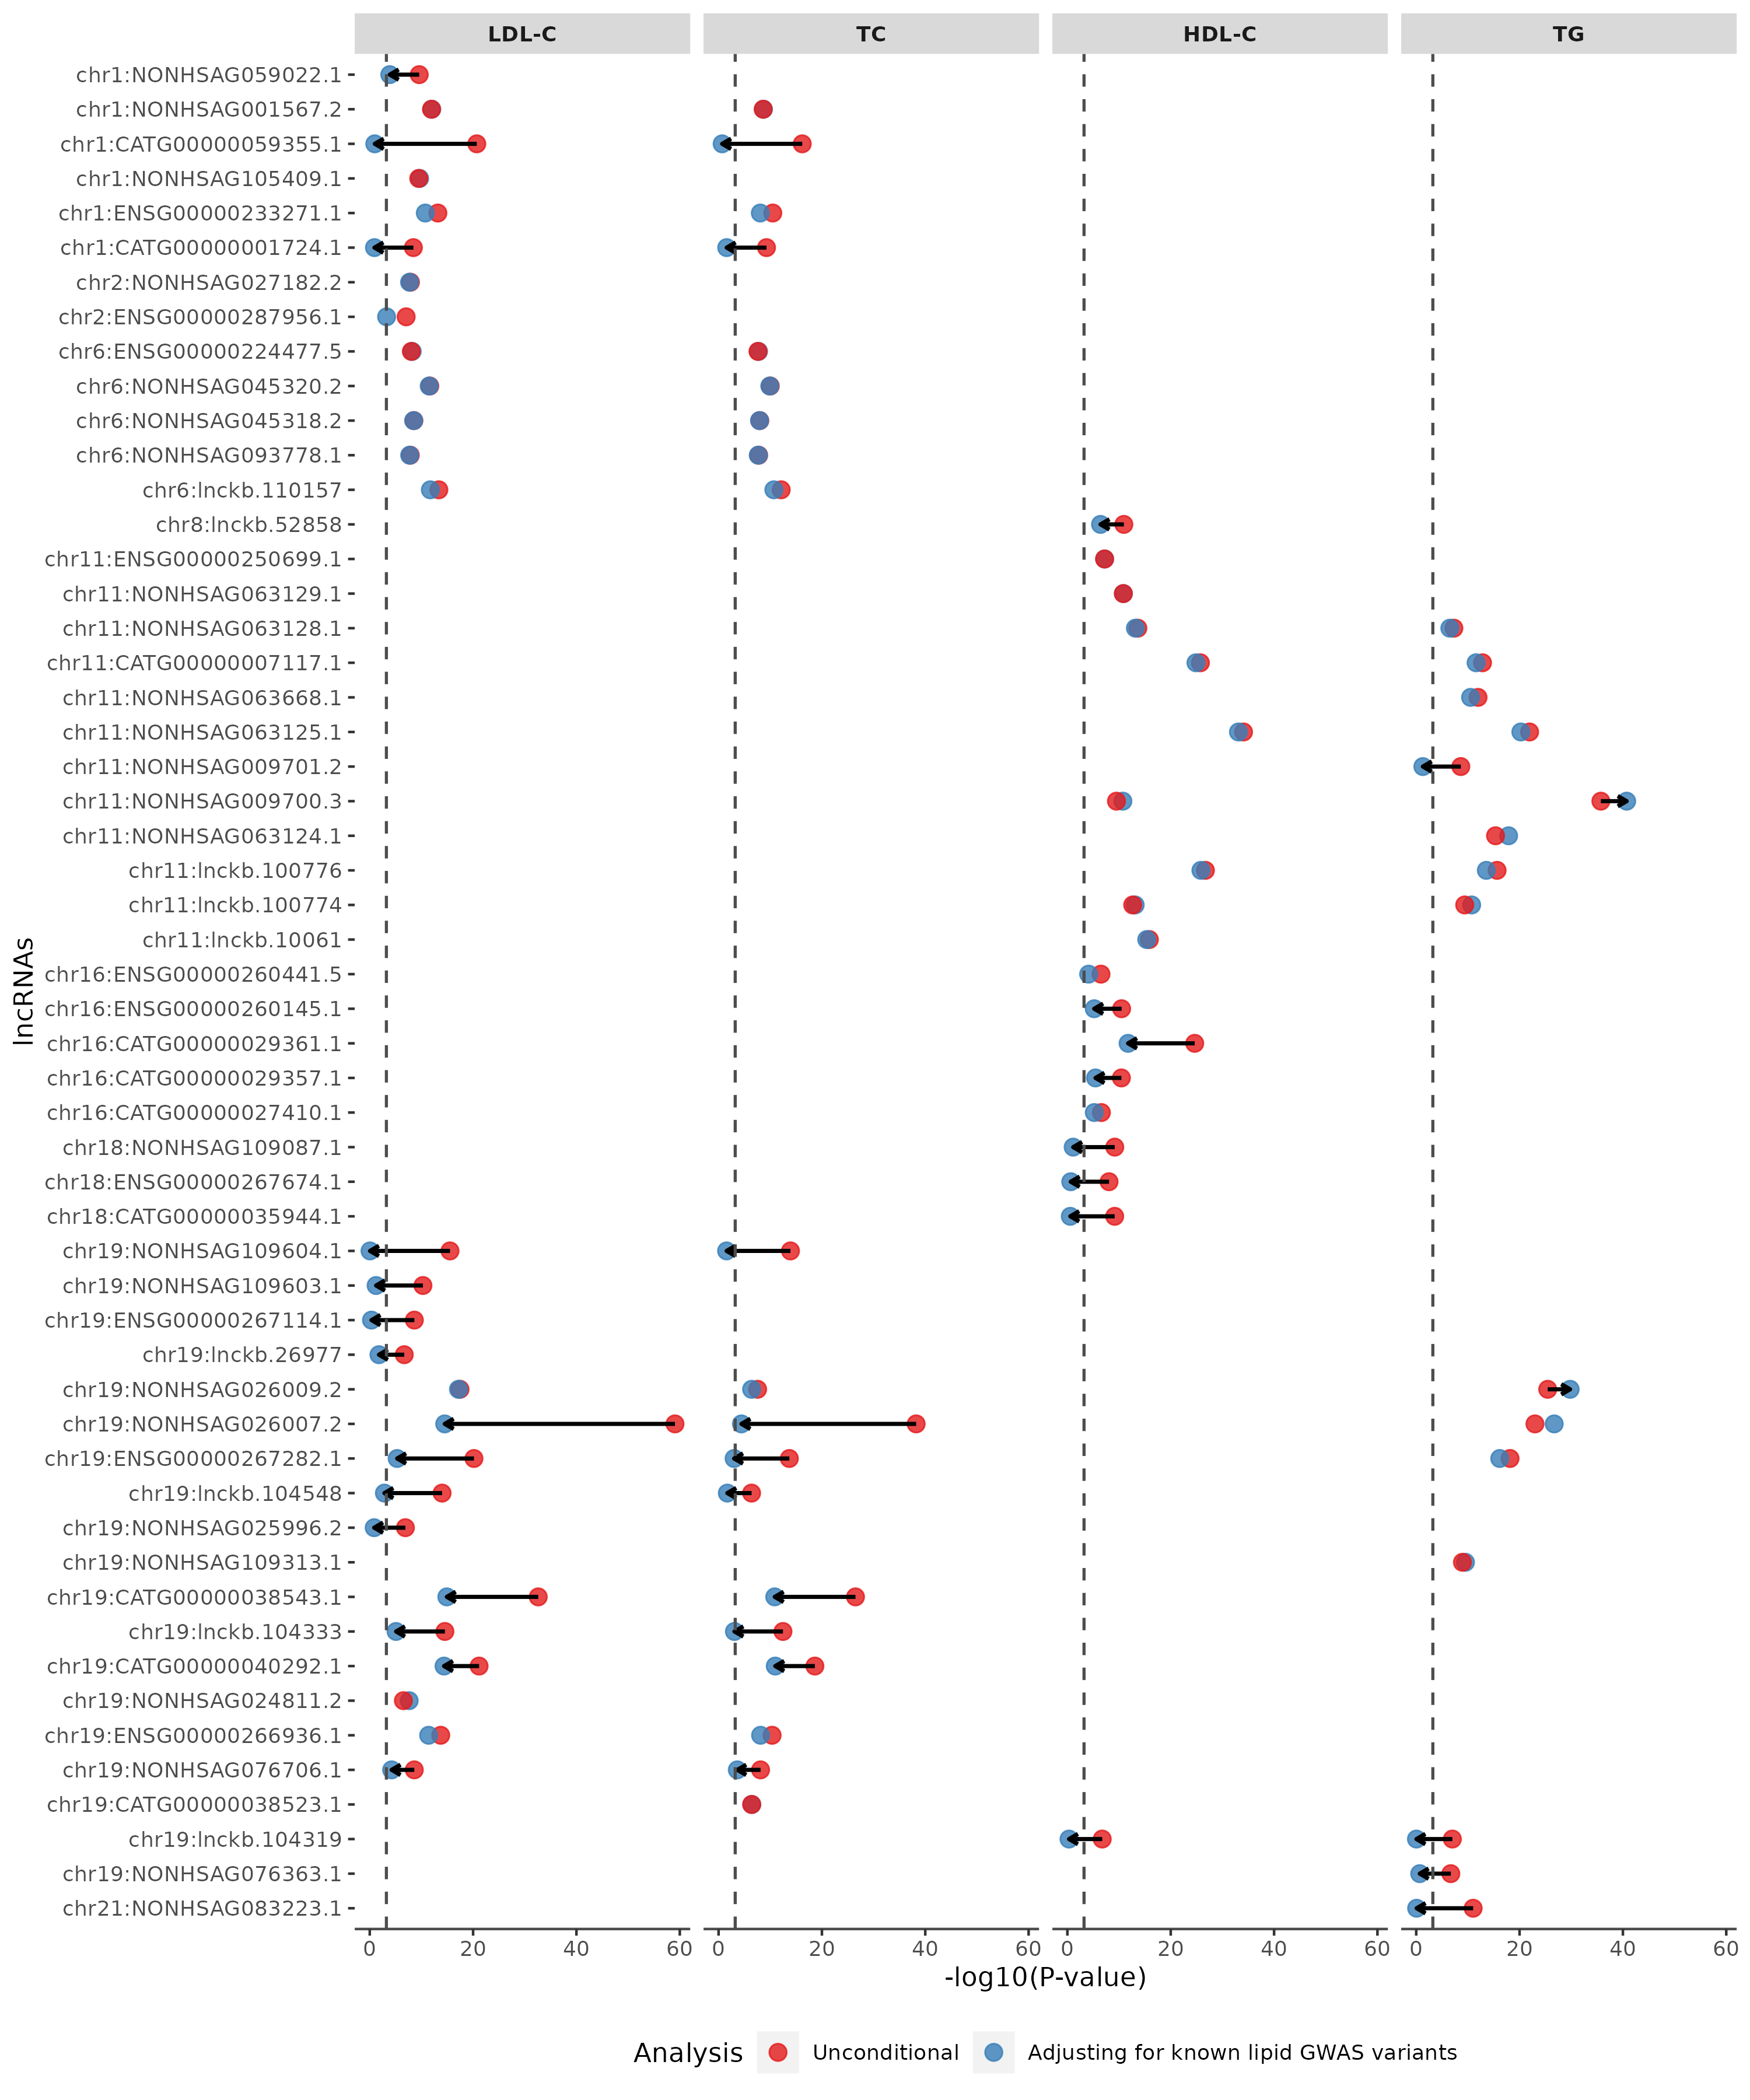 LDL-C TC HDL-C TG
chr1:NONHSAG059022.1
chr1:NONHSAG001567.2
chr1:CATG00000059355.1
chr1:NONHSAG105409.1
chr1:ENSG00000233271.1
chr1:CATG00000001724.1
chr2:NONHSAG027182.2
chr2:ENSG00000287956.1
chr6:ENSG00000224477.5
chr6:NONHSAG045320.2
chr6:NONHSAG045318.2
chr6:NONHSAG093778.1
chr6:lnckb.110157
chr8:lnckb.52858
chr11:ENSG00000250699.1
chr11:NONHSAG063129.1
chr11:NONHSAG063128.1
chr11:CATG00000007117.1
chr11:NONHSAG063668.1
chr11:NONHSAG063125.1
chr11:NONHSAG009701.2
chr11:NONHSAG009700.3
chr11:NONHSAG063124.1
chr11:lnckb.100776
chr11:lnckb.100774
chr11:lnckb.10061
chr16:ENSG00000260441.5
chr16:ENSG00000260145.1
chr16:CATG00000029361.1
chr16:CATG00000029357.1
chr16:CATG00000027410.1
chr18:NONHSAG109087.1
chr18:ENSG00000267674.1
chr18:CATG00000035944.1
chr19:NONHSAG109604.1
chr19:NONHSAG109603.1
chr19:ENSG00000267114.1
chr19:lnckb.26977
chr19:NONHSAG026009.2
chr19:NONHSAG026007.2
chr19:ENSG00000267282.1
chr19:lnckb.104548
chr19:NONHSAG025996.2
chr19:NONHSAG109313.1
chr19:CATG00000038543.1
chr19:lnckb.104333
chr19:CATG00000040292.1
chr19:NONHSAG024811.2
chr19:ENSG00000266936.1
chr19:NONHSAG076706.1
chr19:CATG00000038523.1
chr19:lnckb.104319
chr19:NONHSAG076363.1
chr21:NONHSAG083223.1
lncRNAs
0 20 40 60 0 20 40 60 0 20 40 60 0 20 40 60
-log10(P-value)
Analysis Unconditional Adjusting for known lipid GWAS variants